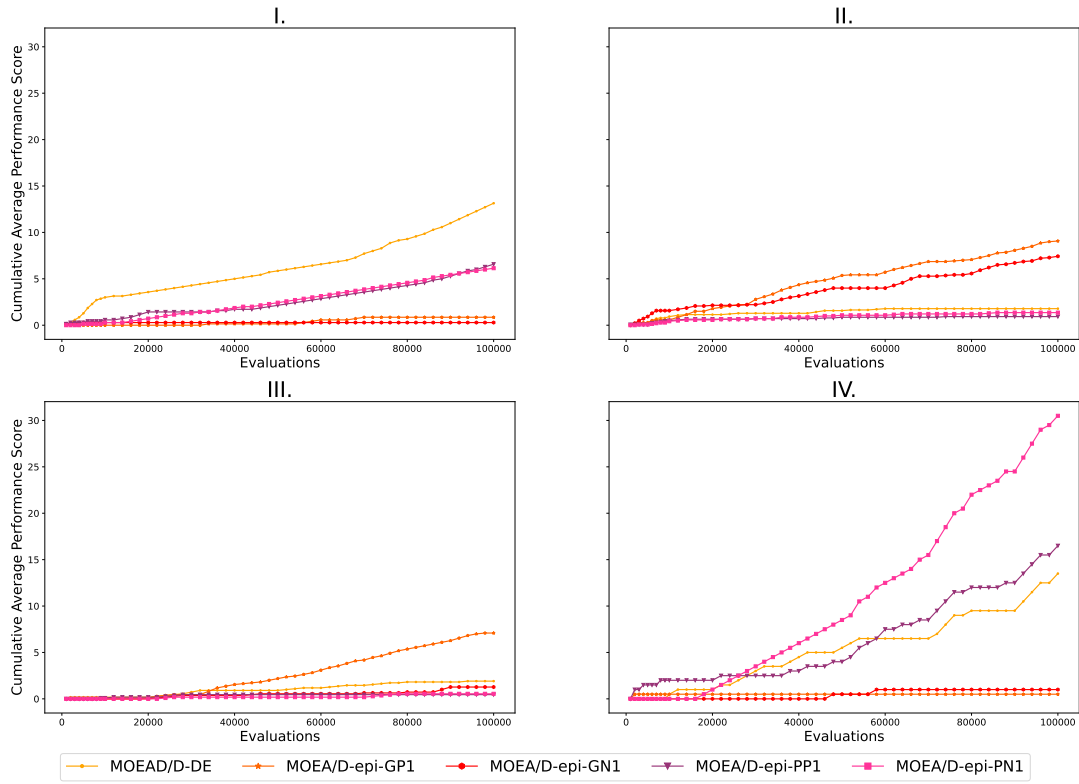 I.
II.
30
25
20
15
10
5
0
Cumulative Average Performance Score
0 20000 40000 60000 80000 100000
Evaluations
0 20000 40000 60000 80000 100000
Evaluations
III.
IV.
30
25
20
15
10
5
0
Cumulative Average Performance Score
0 20000 40000 60000 80000 100000
Evaluations
0 20000 40000 60000 80000 100000
Evaluations
MOEAD/D-DE MOEA/D-epi-GP1 MOEA/D-epi-GN1 MOEA/D-epi-PP1 MOEA/D-epi-PN1